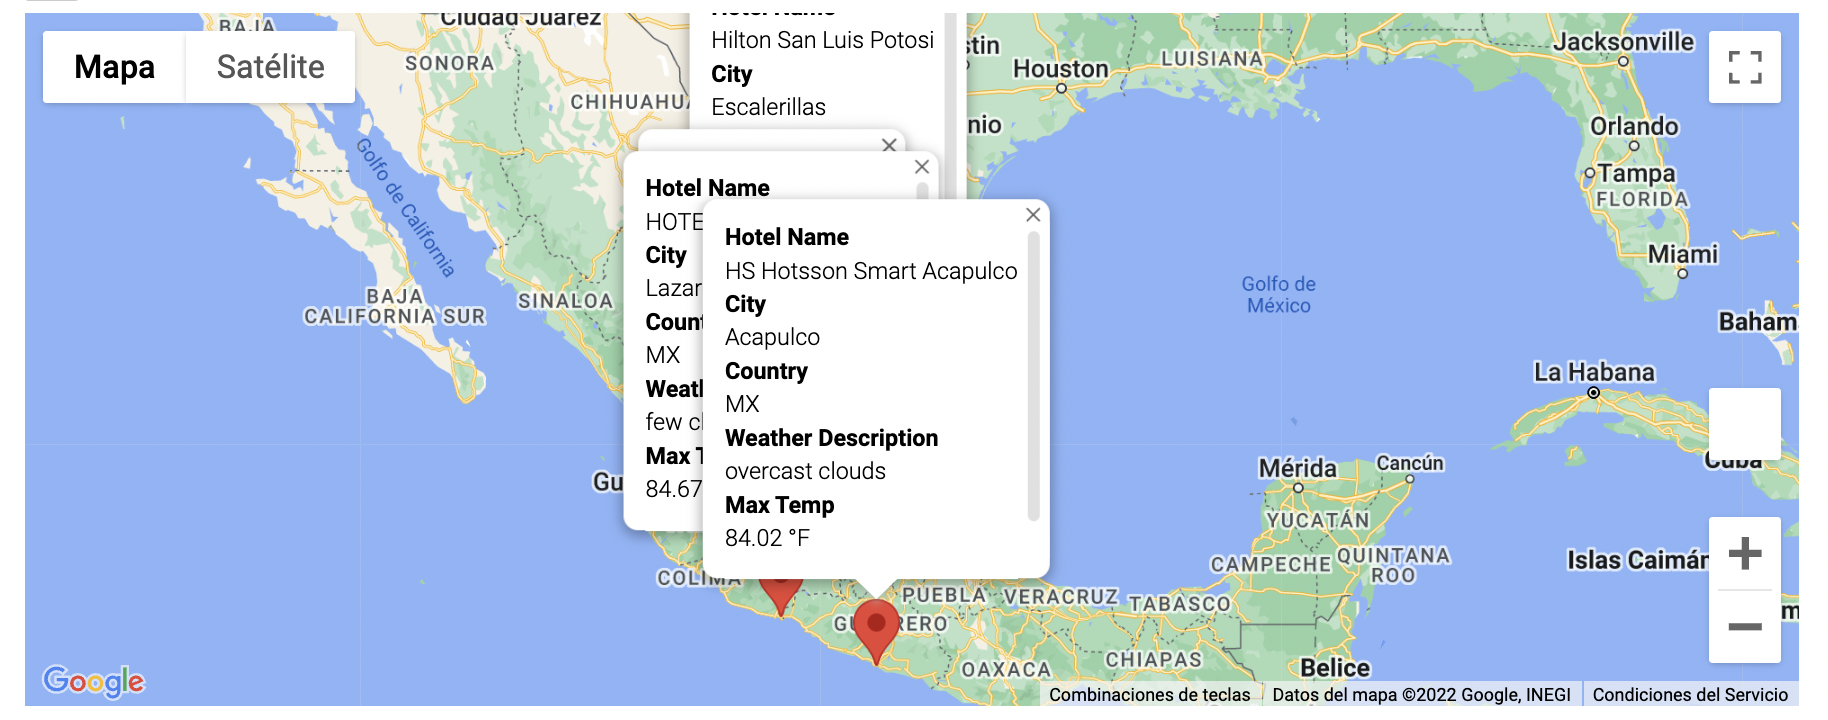 Ciudad Juárez
BAJA
Mapa
Satélite
SONORA
CHIHUAHUA
Hotel Name
Hilton San Luis Potosi
City
Escalerillas
Houston
LUISIANA
Jacksonville
Orlando
Tampa
FLORIDA
Miami
Golfo de California
BAJA
CALIFORNIA SUR
SINALOA
Hotel Name
HOTE
City
Lazar
Count
MX
Weath
few cl
Max T
84.67
Hotel Name
HS Hotsson Smart Acapulco
City
Acapulco
Country
MX
Weather Description
overcast clouds
Max Temp
84.02 °F
Golfo de
México
Baham
La Habana
Cuba
Mérida
Cancún
YUCATÁN
CAMPECHE
QUINTANA
ROO
Islas Caimán
Gu
COLIMA
PUEBLA
VERACRUZ
TABASCO
GUERRERO
OAXACA
CHIAPAS
Belice
Google
Combinaciones de teclas
Datos del mapa ©2022 Google, INEGI
Condiciones del Servicio